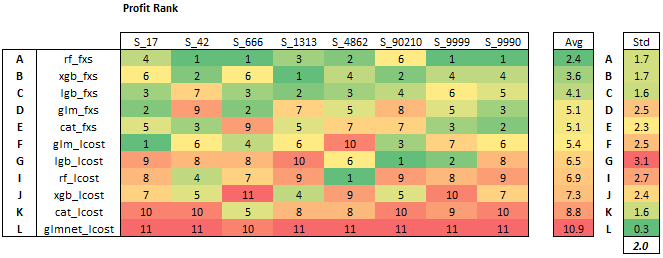 Profit Rank
S_17 S_42 S_666 S_1313 S_4862 S_90210 S_9999 S_9990 Avg Std
A rf_fxs 4 1 1 3 2 6 1 1 2.4 A 1.7
B xgb_fxs 6 2 6 1 4 2 4 4 3.6 B 1.7
C lgb_fxs 3 7 3 2 3 4 6 5 4.1 C 1.6
D glm_fxs 2 9 2 7 5 8 5 3 5.1 D 2.5
E cat_fxs 5 3 9 5 7 7 3 2 5.1 E 2.3
F glm_lcost 1 6 4 6 10 3 7 6 5.4 F 2.5
G lgb_lcost 9 8 8 10 6 1 2 8 6.5 G 3.1
I rf_lcost 8 4 7 9 1 9 8 9 6.9 I 2.7
J xgb_lcost 7 5 11 4 9 5 10 7 7.3 J 2.4
K cat_lcost 10 10 5 8 8 10 9 10 8.8 K 1.6
L glmnet_lcost 11 11 10 11 11 11 11 11 10.9 L 0.3
2.0